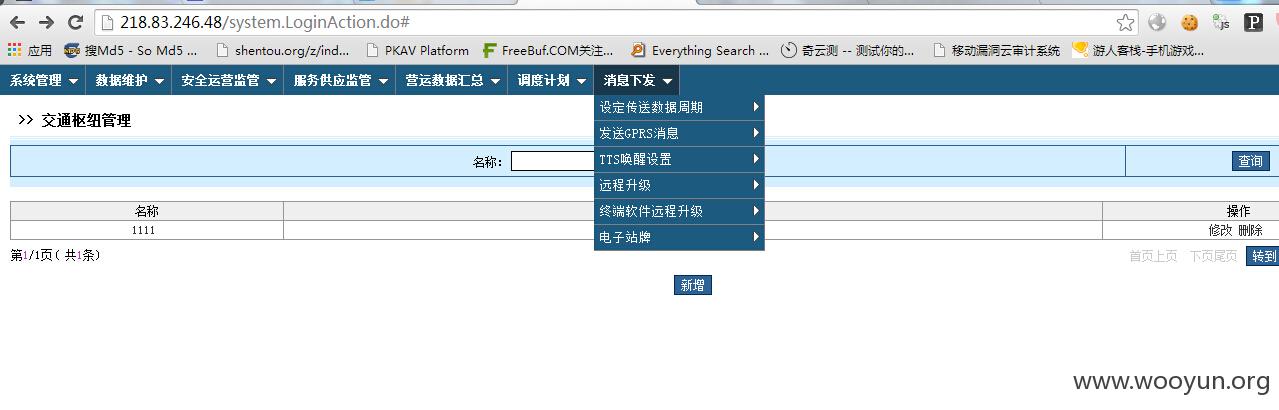 218.83.246.48/system.LoginAction.do#
应用 搜Md5 - So Md5 ... shentou.org/z/ind... PKAV Platform FreeBuf.COM关注... Everything Search ... 奇云测 -- 测试你的... 移动漏洞云审计系统 游人客栈-手机游戏...
系统管理 数据维护 安全运营监管 服务供应监管 营运数据汇总 调度计划 消息下发
设定传送数据周期
>> 交通枢纽管理
发送GPRS消息
名称： TTS唤醒设置 查询
远程升级
名称 终端软件远程升级 操作
1111 电子站牌 修改 删除
第1/1页(共1条) 首页上页 下页尾页 转到
新增
www.wooyun.org